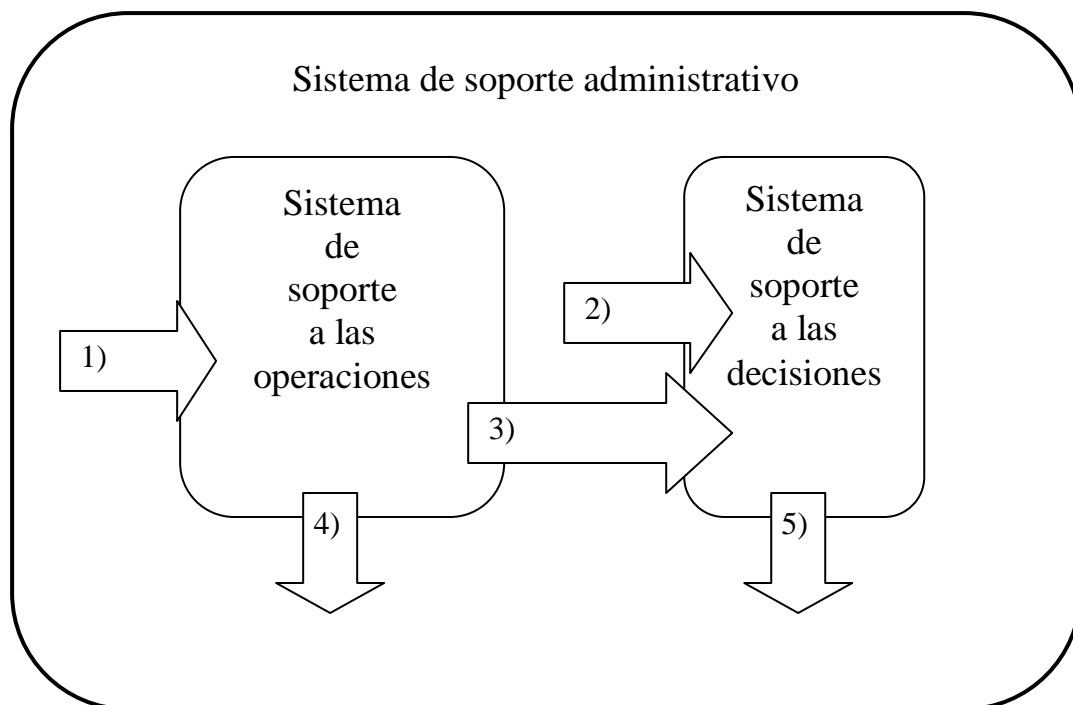 Sistema de soporte administrativo
Sistema
de
soporte
a las
operaciones
Sistema
de
soporte
a las
decisiones
1)
2)
3)
4)
5)